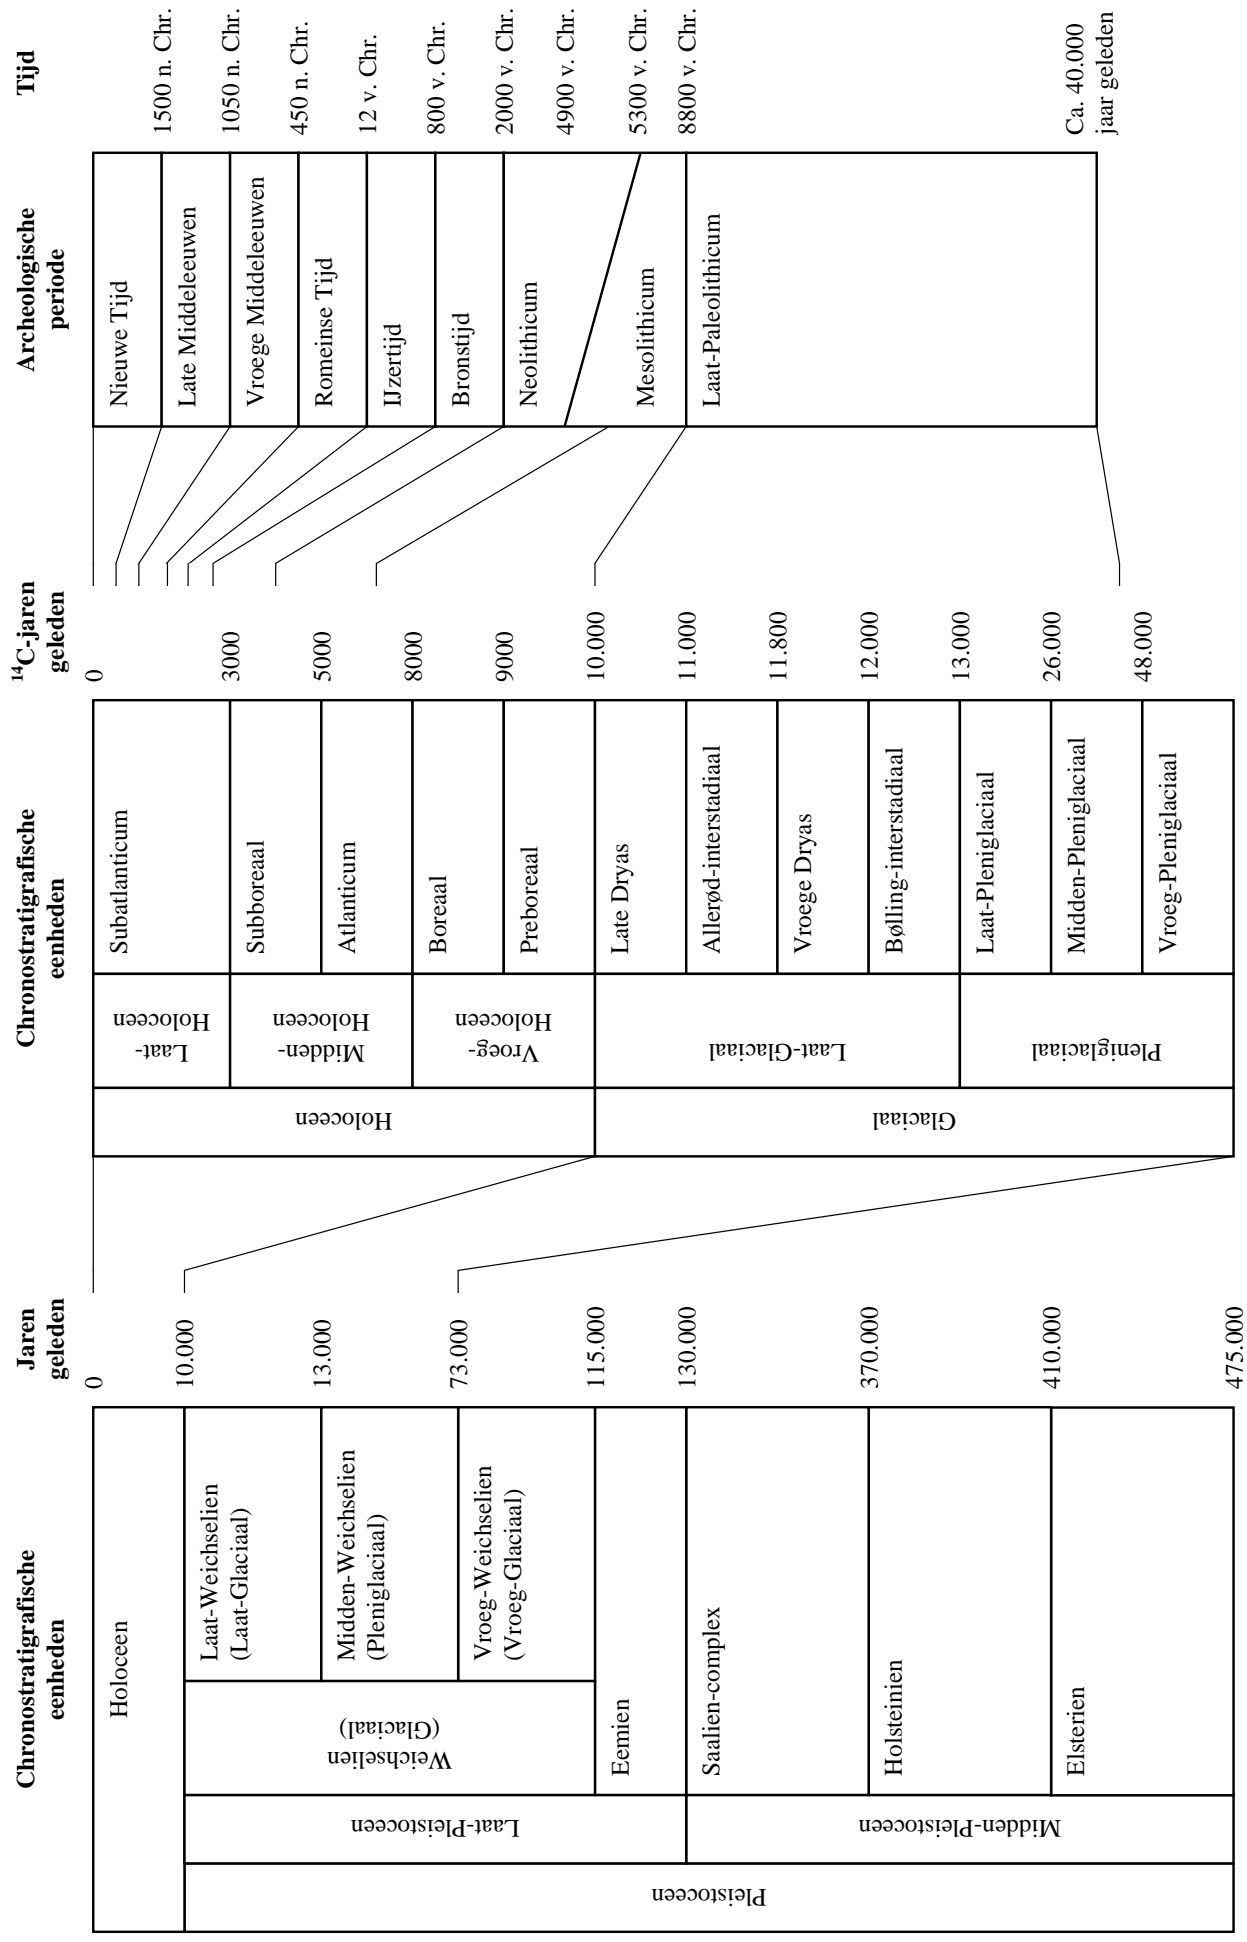 Chronostratigrafische
eenheden
Jaren
geleden
Chronostratigrafische
eenheden
¹⁴C-jaren
geleden
Archeologische
periode
Tijd
Pleistoceen
Laat-Pleistoceen
Midden-Pleistoceen
Weichselien
(Glaciaal)
Holoceen
Laat-Weichselien
(Laat-Glaciaal)
Midden-Weichselien
(Pleniglaciaal)
Vroeg-Weichselien
(Vroeg-Glaciaal)
Eemien
Saalien-complex
Holsteinien
Elsterien
0
10.000
13.000
73.000
115.000
130.000
370.000
410.000
475.000
Holoceen
Glaciaal
Laat-
Holoceen
Midden-
Holoceen
Vroeg-
Holoceen
Laat-Glaciaal
Pleniglaciaal
Subatlanticum
Subboreaal
Atlanticum
Boreaal
Preboreaal
Late Dryas
Allerød-interstadiaal
Vroege Dryas
Bølling-interstadiaal
Laat-Pleniglaciaal
Midden-Pleniglaciaal
Vroeg-Pleniglaciaal
0
3000
5000
8000
9000
10.000
11.000
11.800
12.000
13.000
26.000
48.000
Nieuwe Tijd
Late Middeleeuwen
Vroege Middeleeuwen
Romeinse Tijd
IJzertijd
Bronstijd
Neolithicum
Mesolithicum
Laat-Paleolithicum
1500 n. Chr.
1050 n. Chr.
450 n. Chr.
12 v. Chr.
800 v. Chr.
2000 v. Chr.
4900 v. Chr.
5300 v. Chr.
8800 v. Chr.
Ca. 40.000
jaar geleden